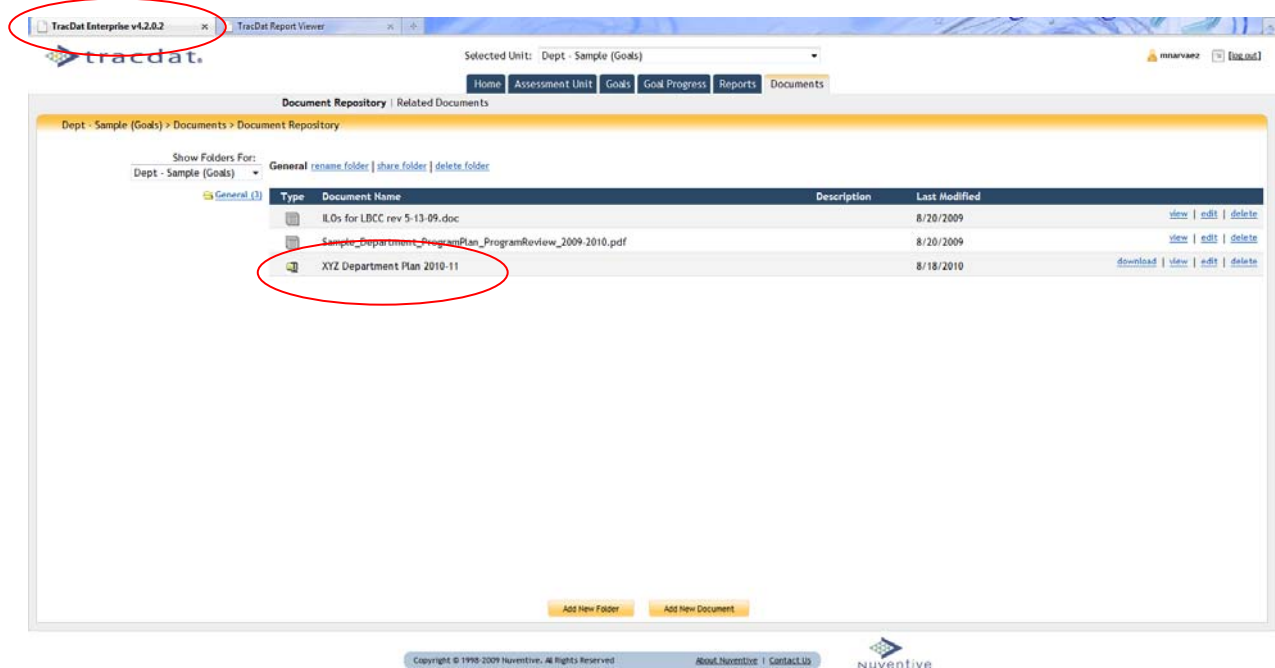 TracDat Enterprise v4.2.0.2 × TracDat Report Viewer ×
tracdat. Selected Unit: Dept - Sample (Goals) mnarvaez [log out]
Home Assessment Unit Goals Goal Progress Reports Documents
Document Repository | Related Documents
Dept - Sample (Goals) > Documents > Document Repository
Show Folders For:
Dept - Sample (Goals) General rename folder | share folder | delete folder
General (3) Type Document Name Description Last Modified
ILOs for LBCC rev 5-13-09.doc 8/20/2009 view | edit | delete
Sample_Department_ProgramPlan_ProgramReview_2009-2010.pdf 8/20/2009 view | edit | delete
XYZ Department Plan 2010-11 8/18/2010 download | view | edit | delete
Add New Folder Add New Document
Copyright © 1998-2009 Nuventive, All Rights Reserved About Nuventive | Contact Us
nuventive